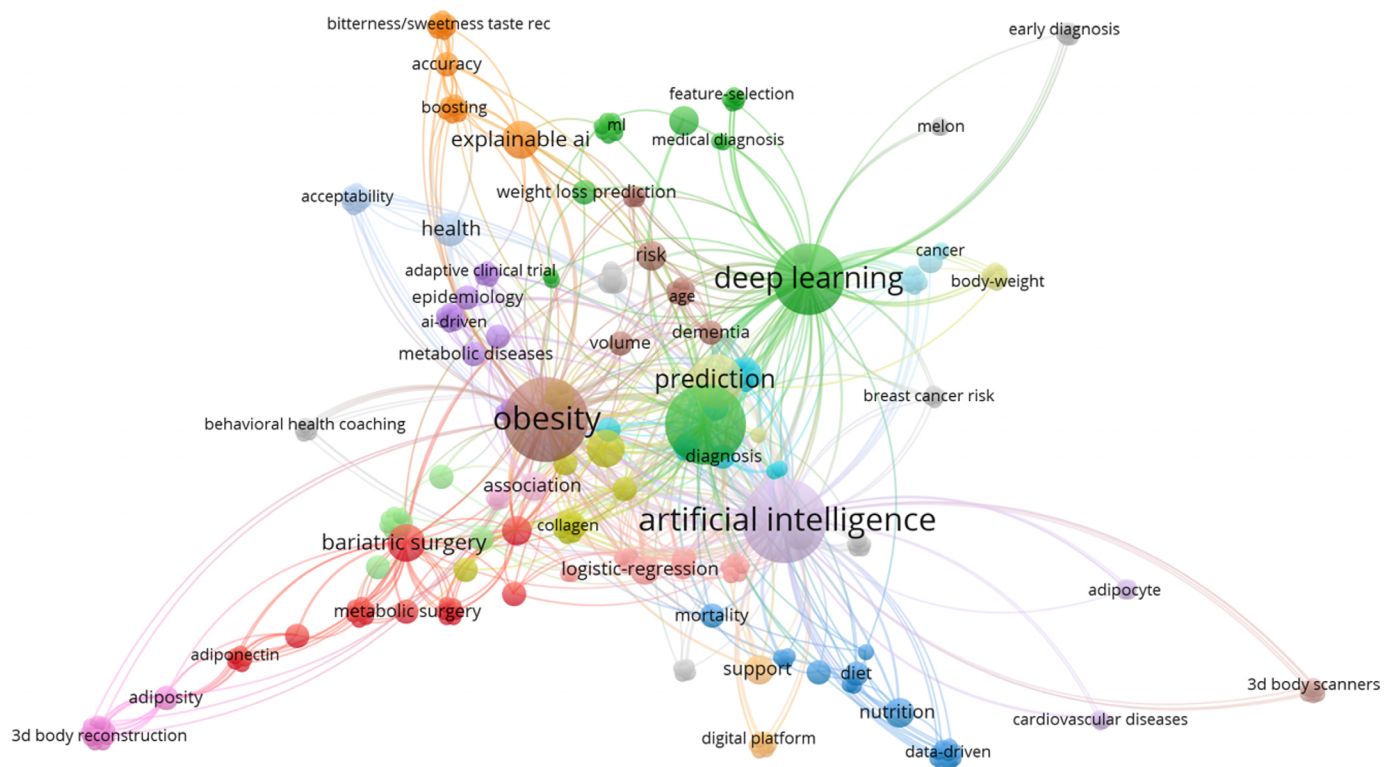 bitterness/sweetness taste rec
early diagnosis
accuracy
feature-selection
boosting
ml
melon
explainable ai
medical diagnosis
acceptability
weight loss prediction
health
risk
cancer
adaptive clinical trial
deep learning
body-weight
epidemiology
age
ai-driven
dementia
volume
metabolic diseases
prediction
breast cancer risk
obesity
behavioral health coaching
diagnosis
association
artificial intelligence
collagen
bariatric surgery
logistic-regression
adipocyte
metabolic surgery
mortality
adiponectin
support
diet
3d body scanners
adiposity
nutrition
cardiovascular diseases
3d body reconstruction
digital platform
data-driven